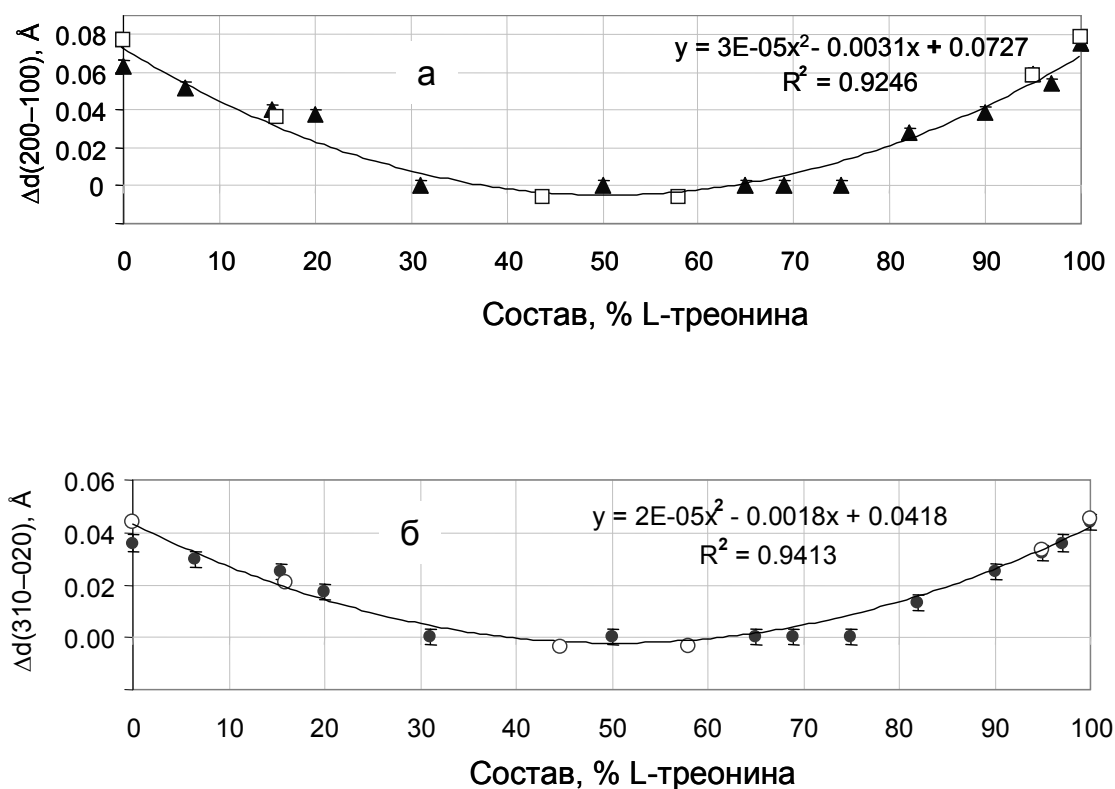 Δd(200–100), Å
0.08
0.06
0.04
0.02
0
а
y = 3E-05x² - 0.0031x + 0.0727
R² = 0.9246
0 10 20 30 40 50 60 70 80 90 100
Состав, % L-треонина
Δd(310–020), Å
0.06
0.04
0.02
0.00
б
y = 2E-05x² - 0.0018x + 0.0418
R² = 0.9413
0 10 20 30 40 50 60 70 80 90 100
Состав, % L-треонина